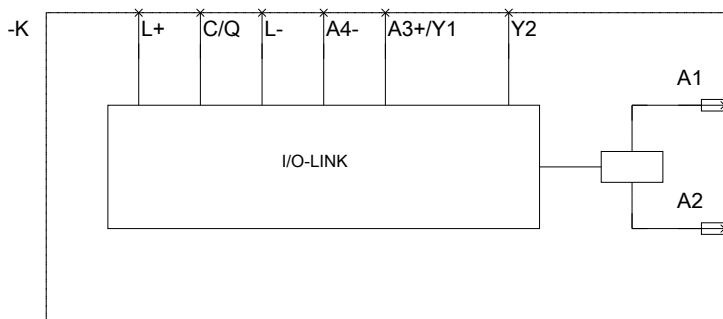 -K L+ C/Q L- A4- A3+/Y1 Y2
A1
I/O-LINK
A2